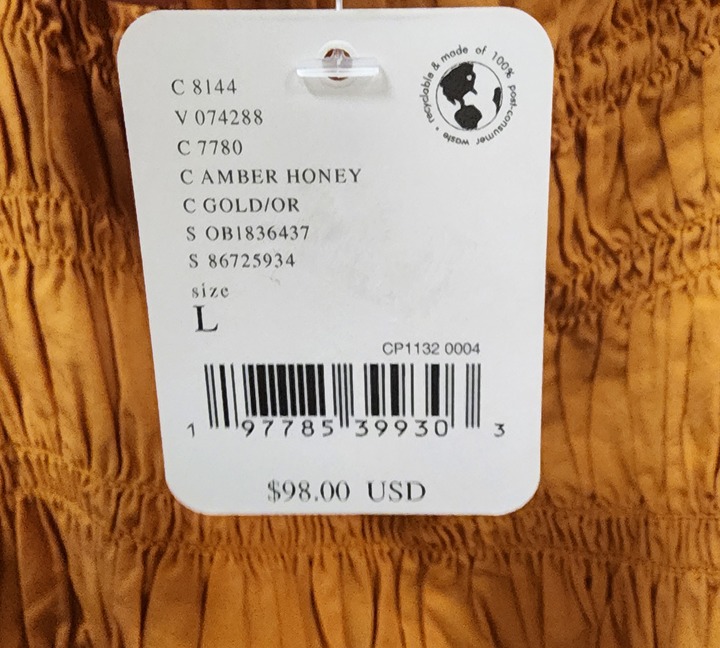 recyclable & made of 100% post-consumer waste •
C 8144
V 074288
C 7780
C AMBER HONEY
C GOLD/OR
S OB1836437
S 86725934
size
L
CP1132 0004
1 97785 39930 3
$98.00 USD